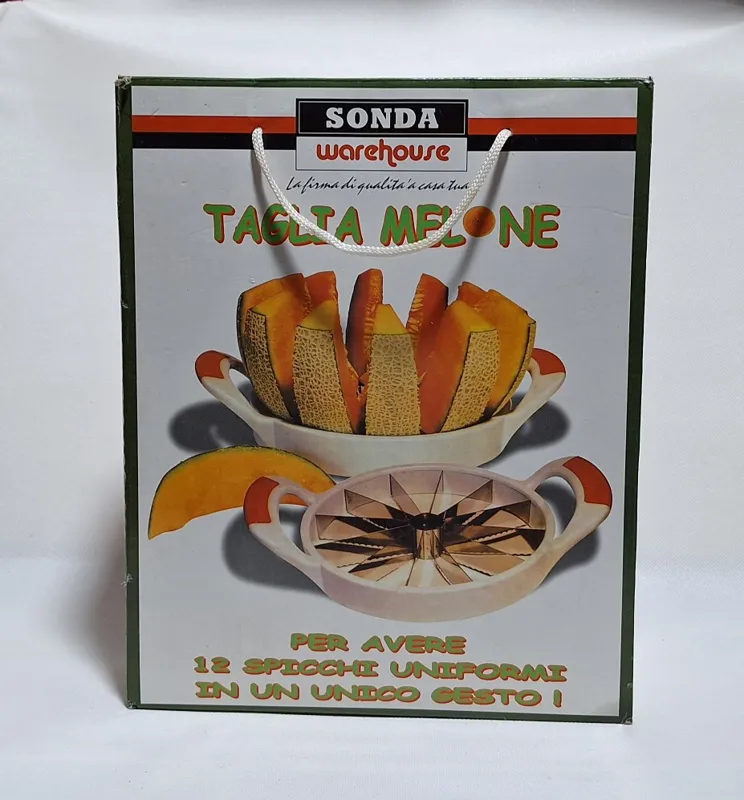 SONDA
warehouse
La firma di qualita' a casa tua
TAGLIA MELONE
PER AVERE
12 SPICCHI UNIFORMI
IN UN UNICO GESTO !